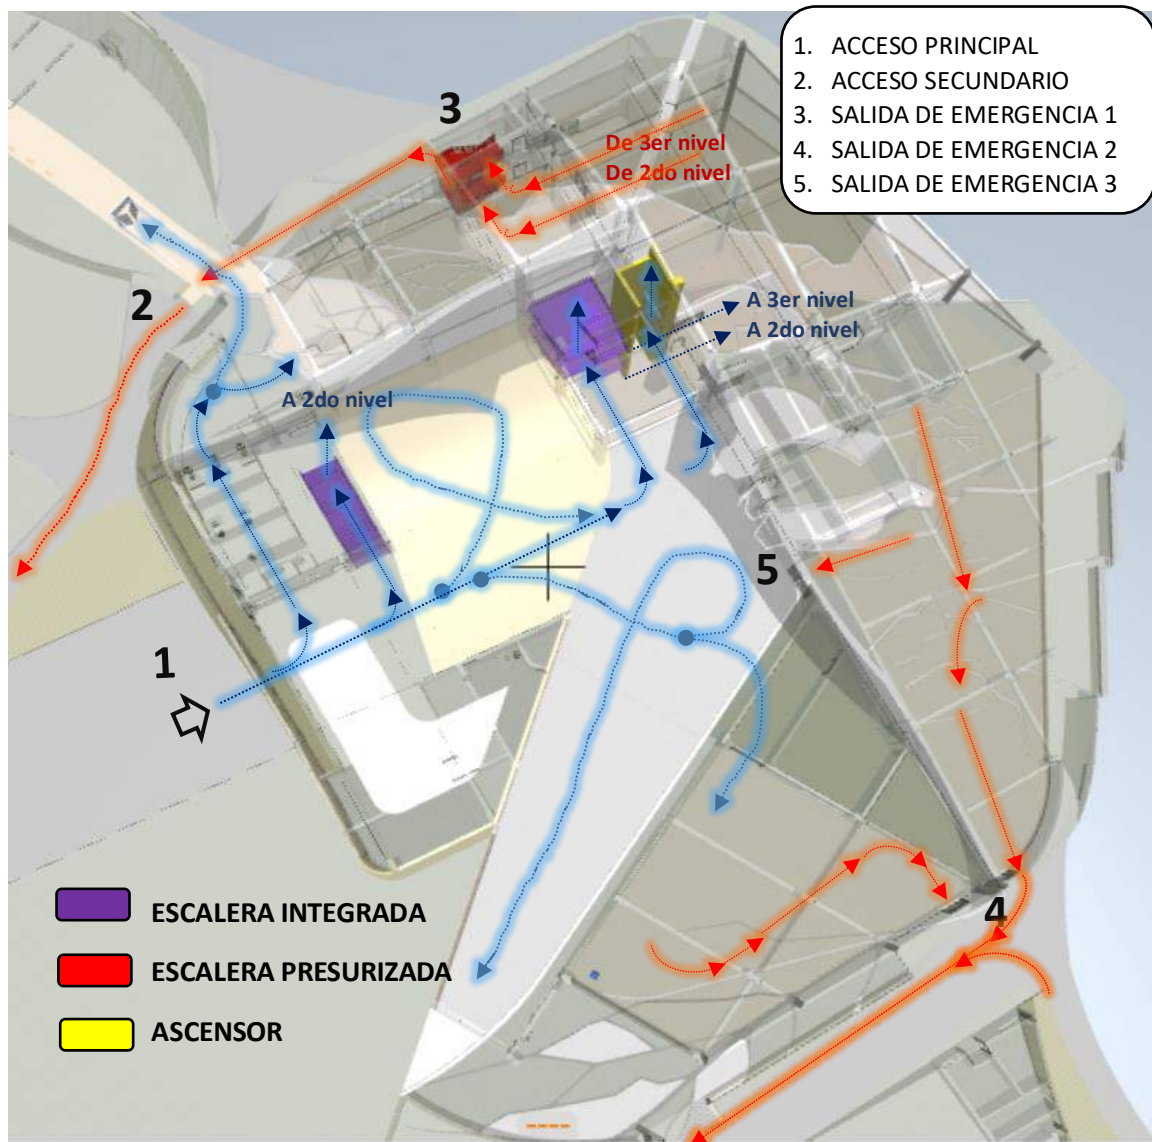 1. ACCESO PRINCIPAL
2. ACCESO SECUNDARIO
3. SALIDA DE EMERGENCIA 1
4. SALIDA DE EMERGENCIA 2
5. SALIDA DE EMERGENCIA 3
3
De 3er nivel
De 2do nivel
2
A 3er nivel
A 2do nivel
A 2do nivel
5
1
4
ESCALERA INTEGRADA
ESCALERA PRESURIZADA
ASCENSOR